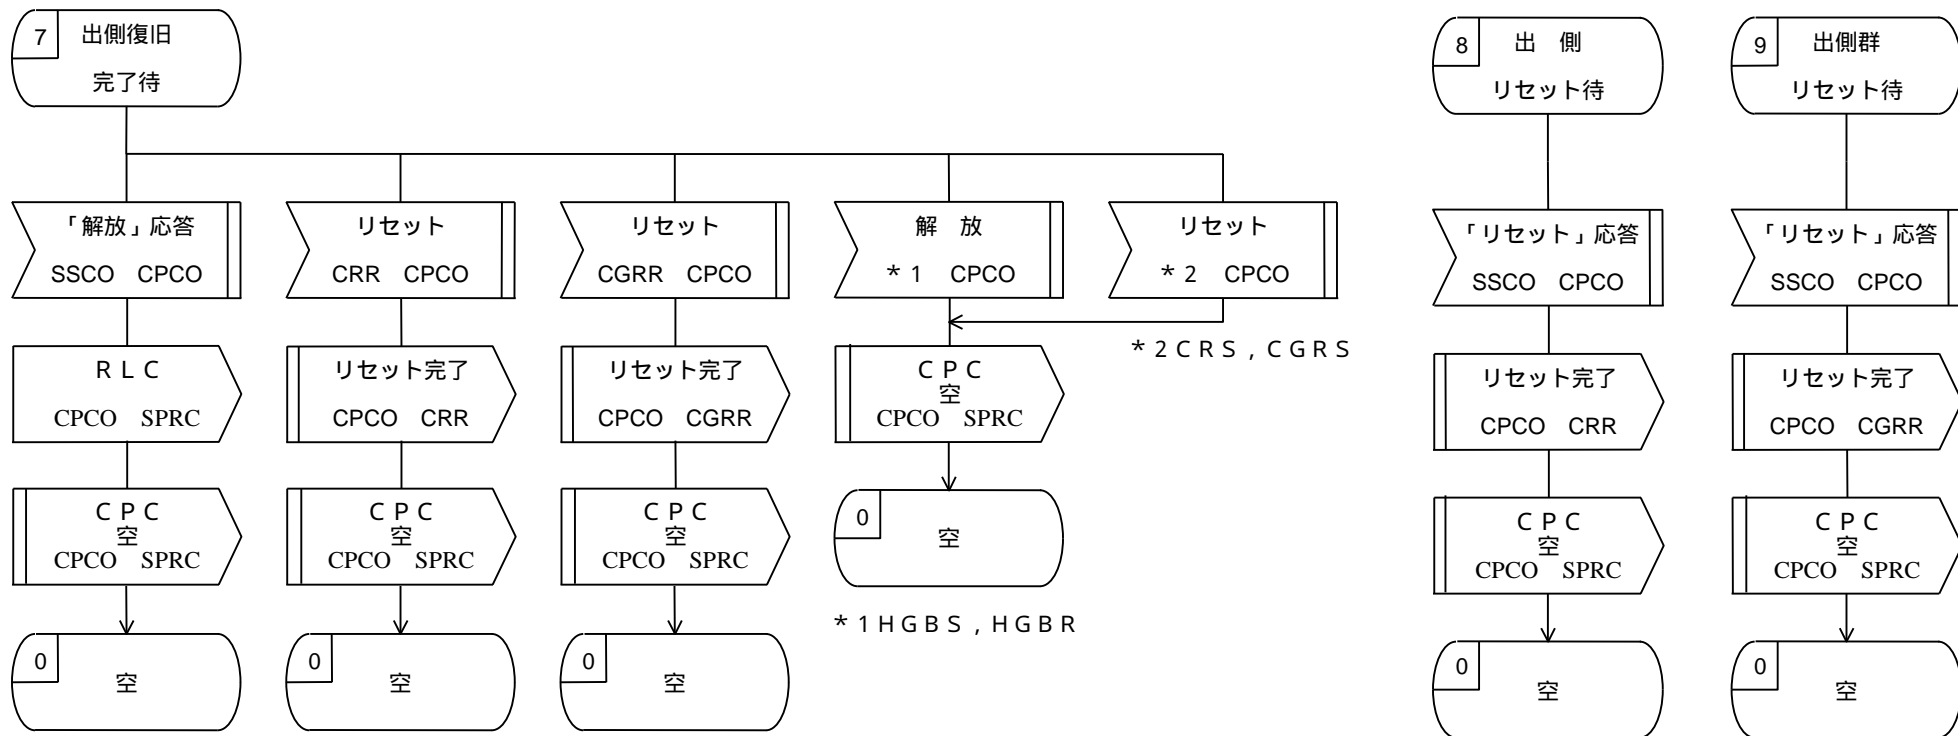 7
出側復旧
完了待
「解放」応答
SSCO CPCO
RLC
CPCO SPRC
CPC
空
CPCO SPRC
0
空
リセット
CRR CPCO
リセット完了
CPCO CRR
CPC
空
CPCO SPRC
0
空
リセット
CGRR CPCO
リセット完了
CPCO CGRR
CPC
空
CPCO SPRC
0
空
解 放
*1 CPCO
CPC
空
CPCO SPRC
0
空
*1HGBS,HGBR
リセット
*2 CPCO
*2CRS,CGRS
8
出 側
リセット待
「リセット」応答
SSCO CPCO
リセット完了
CPCO CRR
CPC
空
CPCO SPRC
0
空
9
出側群
リセット待
「リセット」応答
SSCO CPCO
リセット完了
CPCO CGRR
CPC
空
CPCO SPRC
0
空